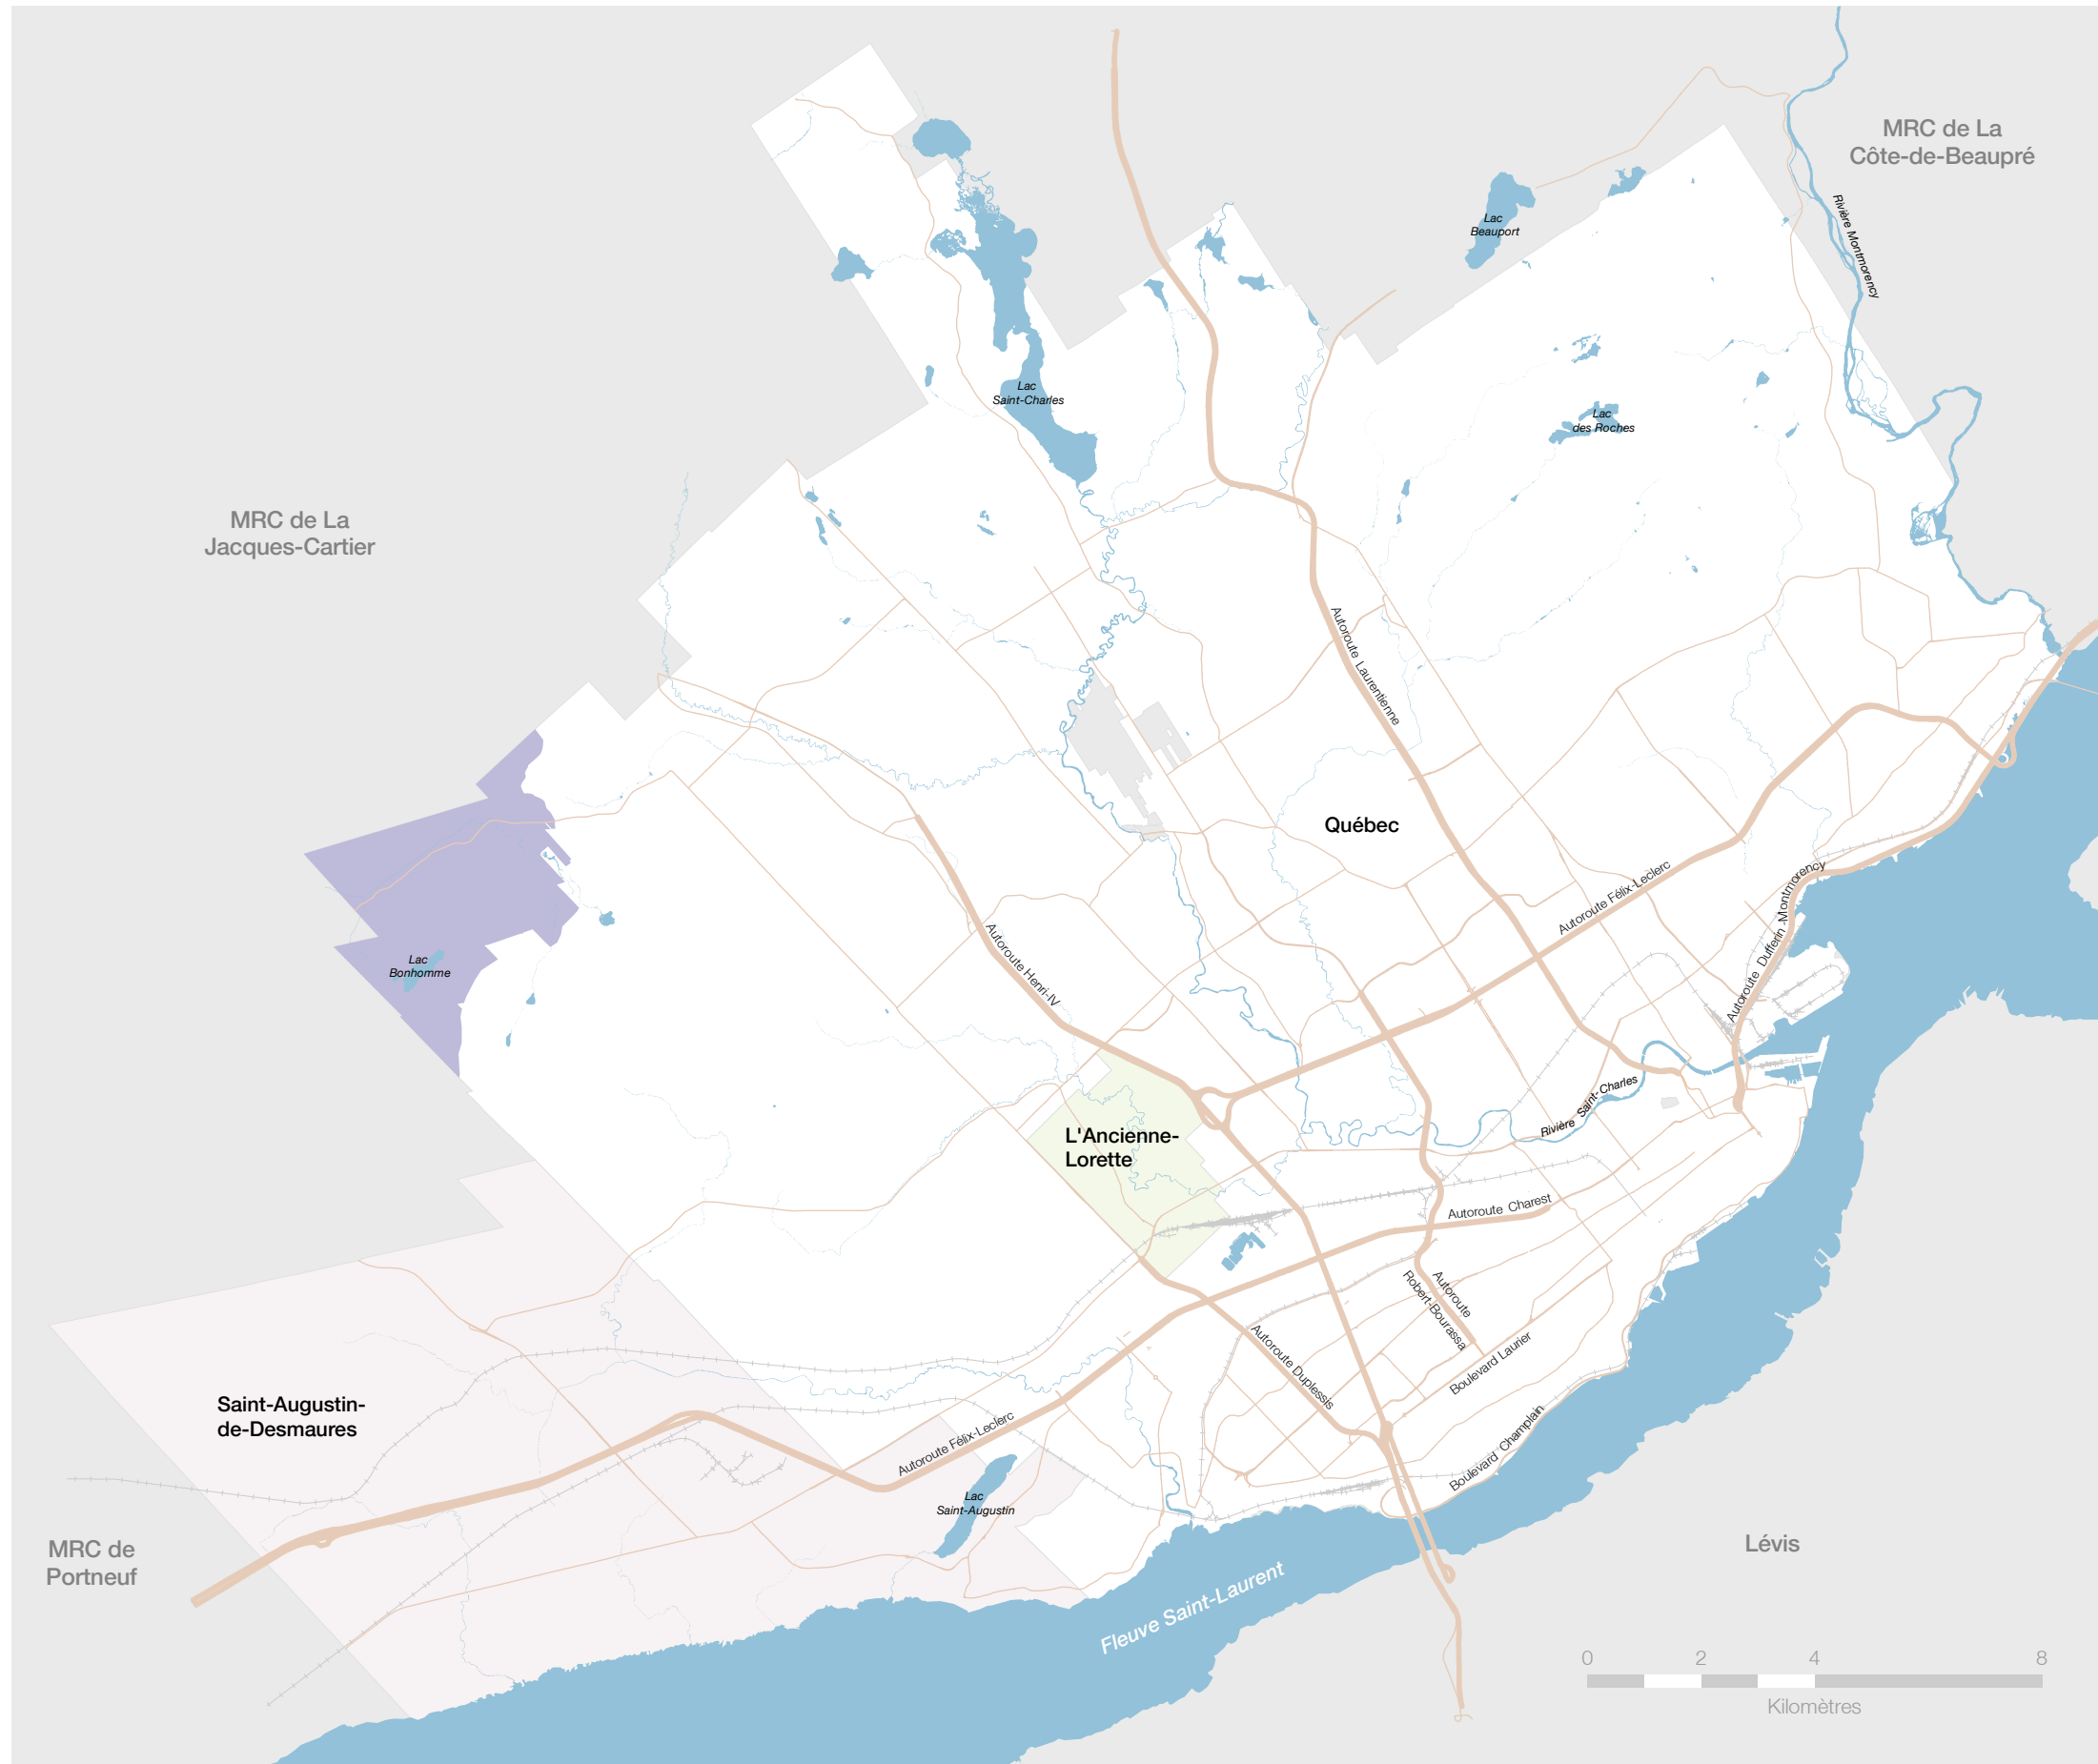 MRC de La
Côte-de-Beaupré
Lac
Beauport
Rivière Montmorency
Lac
Saint-Charles
Lac
des Roches
MRC de La
Jacques-Cartier
Autoroute Laurentienne
Québec
Autoroute Félix-Leclerc
Autoroute Dufferin-Montmorency
Autoroute Henri-IV
Lac
Bonhomme
Rivière Saint-Charles
L'Ancienne-
Lorette
Autoroute Charest
Autoroute
Robert-Bourassa
Autoroute Duplessis
Boulevard Laurier
Saint-Augustin-
de-Desmaures
Autoroute Félix-Leclerc
Boulevard Champlain
Lac
Saint-Augustin
MRC de
Portneuf
Lévis
Fleuve Saint-Laurent
0 2 4 8
Kilomètres